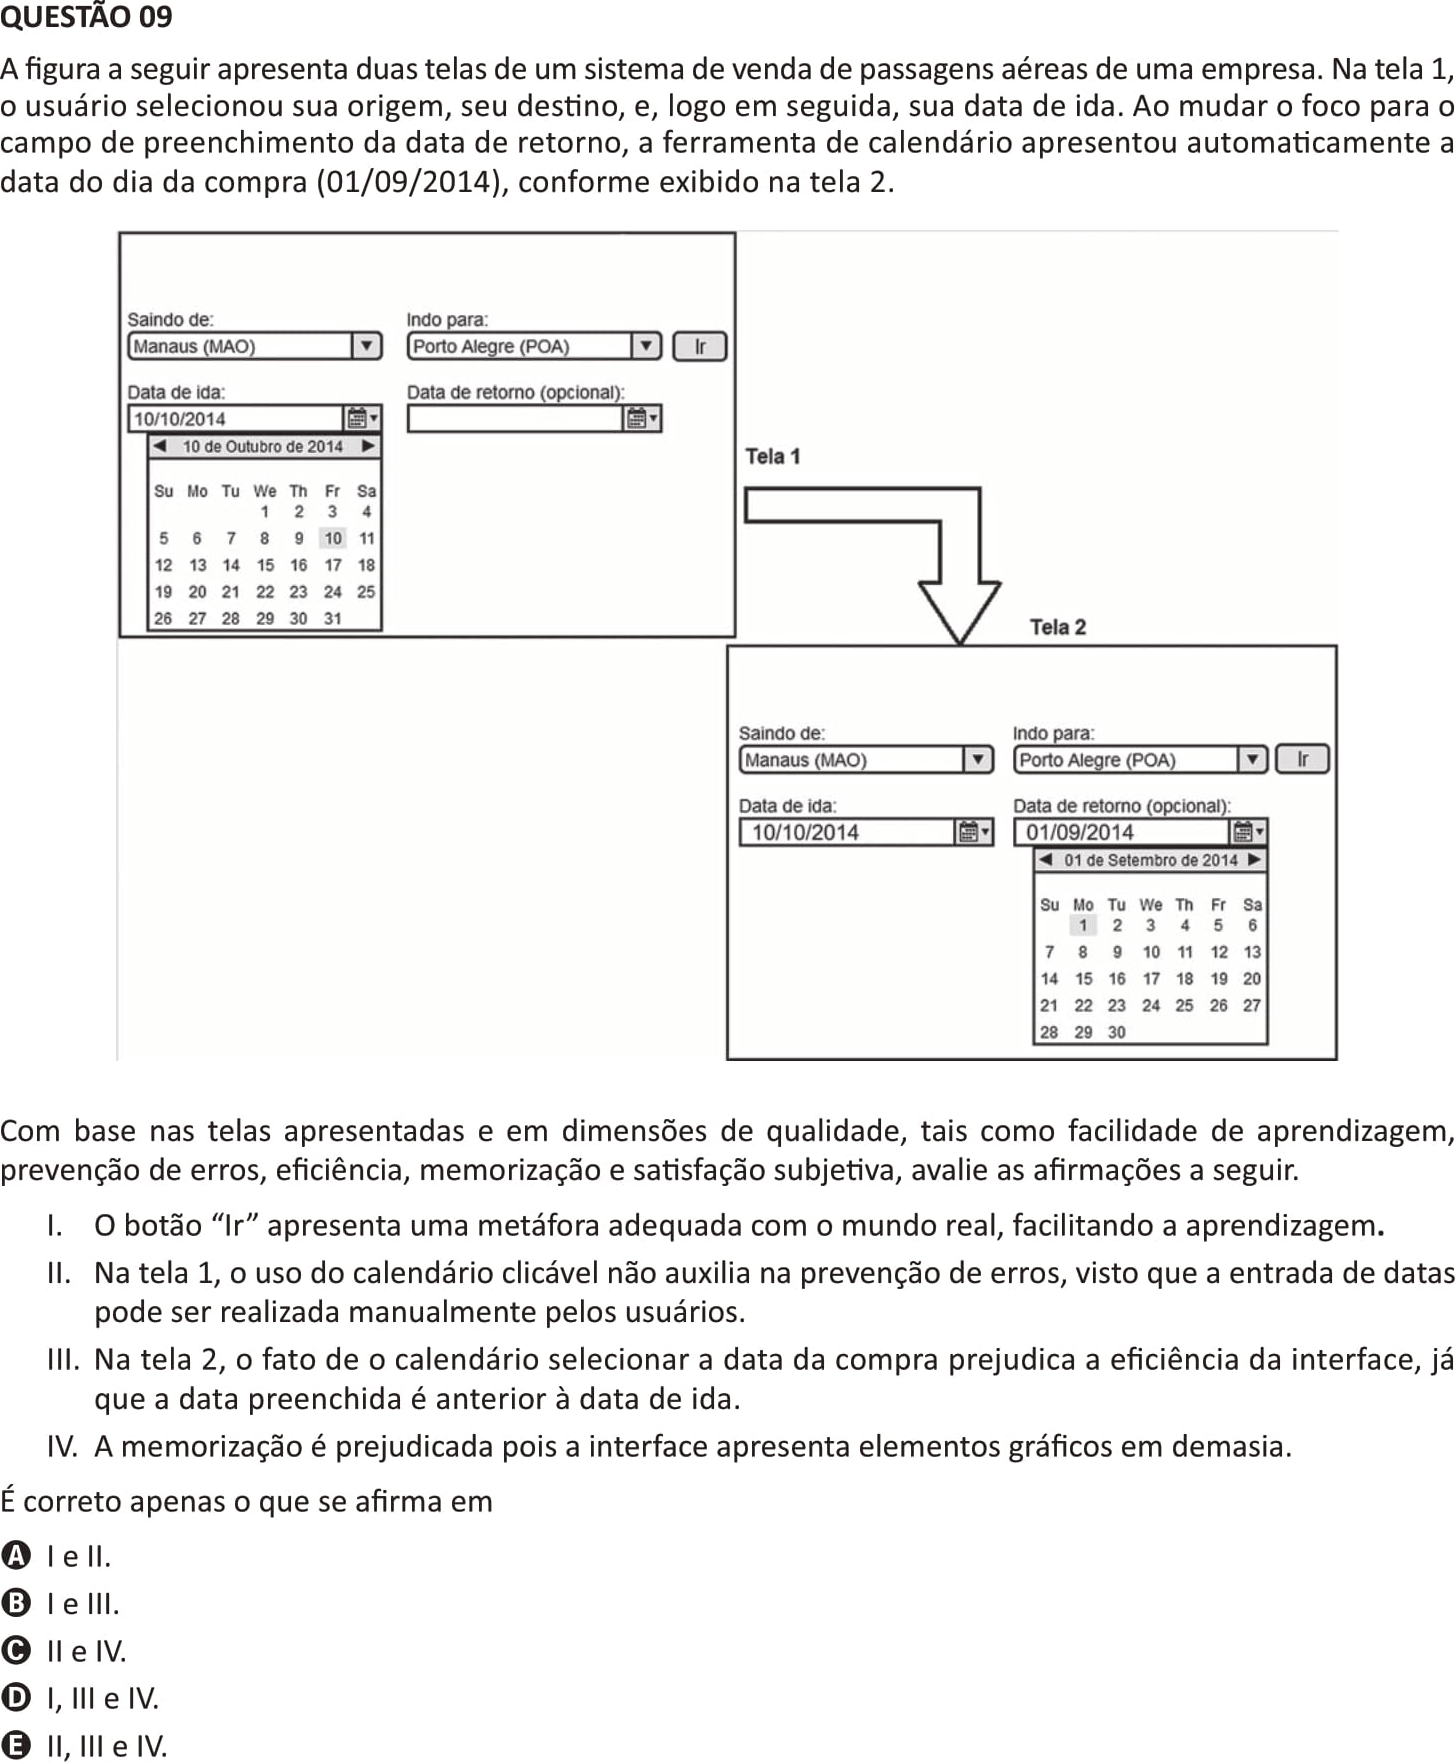 QUESTÃO 09
A figura a seguir apresenta duas telas de um sistema de venda de passagens aéreas de uma empresa. Na tela 1,
o usuário selecionou sua origem, seu destino, e, logo em seguida, sua data de ida. Ao mudar o foco para o
campo de preenchimento da data de retorno, a ferramenta de calendário apresentou automaticamente a
data do dia da compra (01/09/2014), conforme exibido na tela 2.
Saindo de: Indo para:
Manaus (MAO) Porto Alegre (POA) Ir
Data de ida: Data de retorno (opcional):
10/10/2014
10 de Outubro de 2014
Su Mo Tu We Th Fr Sa
1 2 3 4
5 6 7 8 9 10 11
12 13 14 15 16 17 18
19 20 21 22 23 24 25
26 27 28 29 30 31
Tela 1
Tela 2
Saindo de: Indo para:
Manaus (MAO) Porto Alegre (POA) Ir
Data de ida: Data de retorno (opcional):
10/10/2014 01/09/2014
01 de Setembro de 2014
Su Mo Tu We Th Fr Sa
1 2 3 4 5 6
7 8 9 10 11 12 13
14 15 16 17 18 19 20
21 22 23 24 25 26 27
28 29 30
Com base nas telas apresentadas e em dimensões de qualidade, tais como facilidade de aprendizagem,
prevenção de erros, eficiência, memorização e satisfação subjetiva, avalie as afirmações a seguir.
I. O botão “Ir” apresenta uma metáfora adequada com o mundo real, facilitando a aprendizagem.
II. Na tela 1, o uso do calendário clicável não auxilia na prevenção de erros, visto que a entrada de datas
pode ser realizada manualmente pelos usuários.
III. Na tela 2, o fato de o calendário selecionar a data da compra prejudica a eficiência da interface, já
que a data preenchida é anterior à data de ida.
IV. A memorização é prejudicada pois a interface apresenta elementos gráficos em demasia.
É correto apenas o que se afirma em
A I e II.
B I e III.
C II e IV.
D I, III e IV.
E II, III e IV.